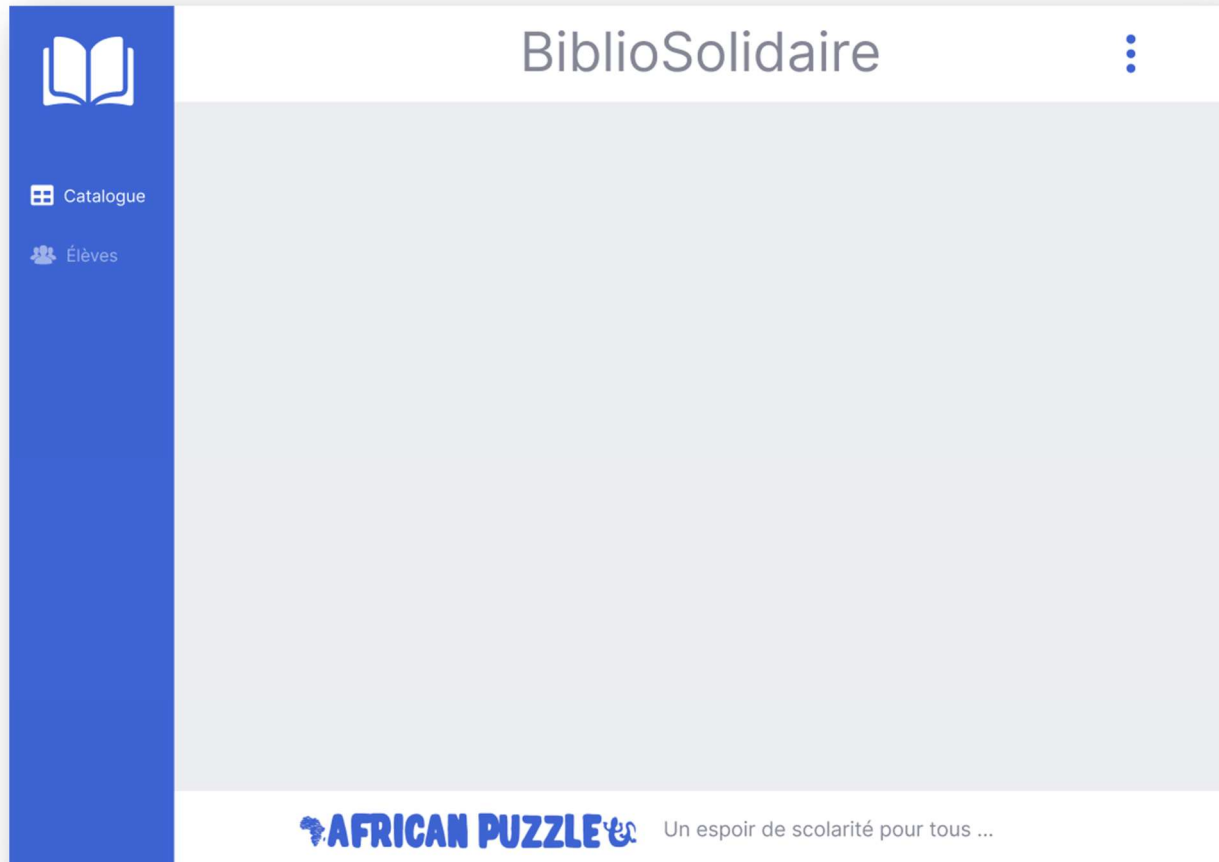 BiblioSolidaire
Catalogue
Élèves
AFRICAN PUZZLE
Un espoir de scolarité pour tous ...